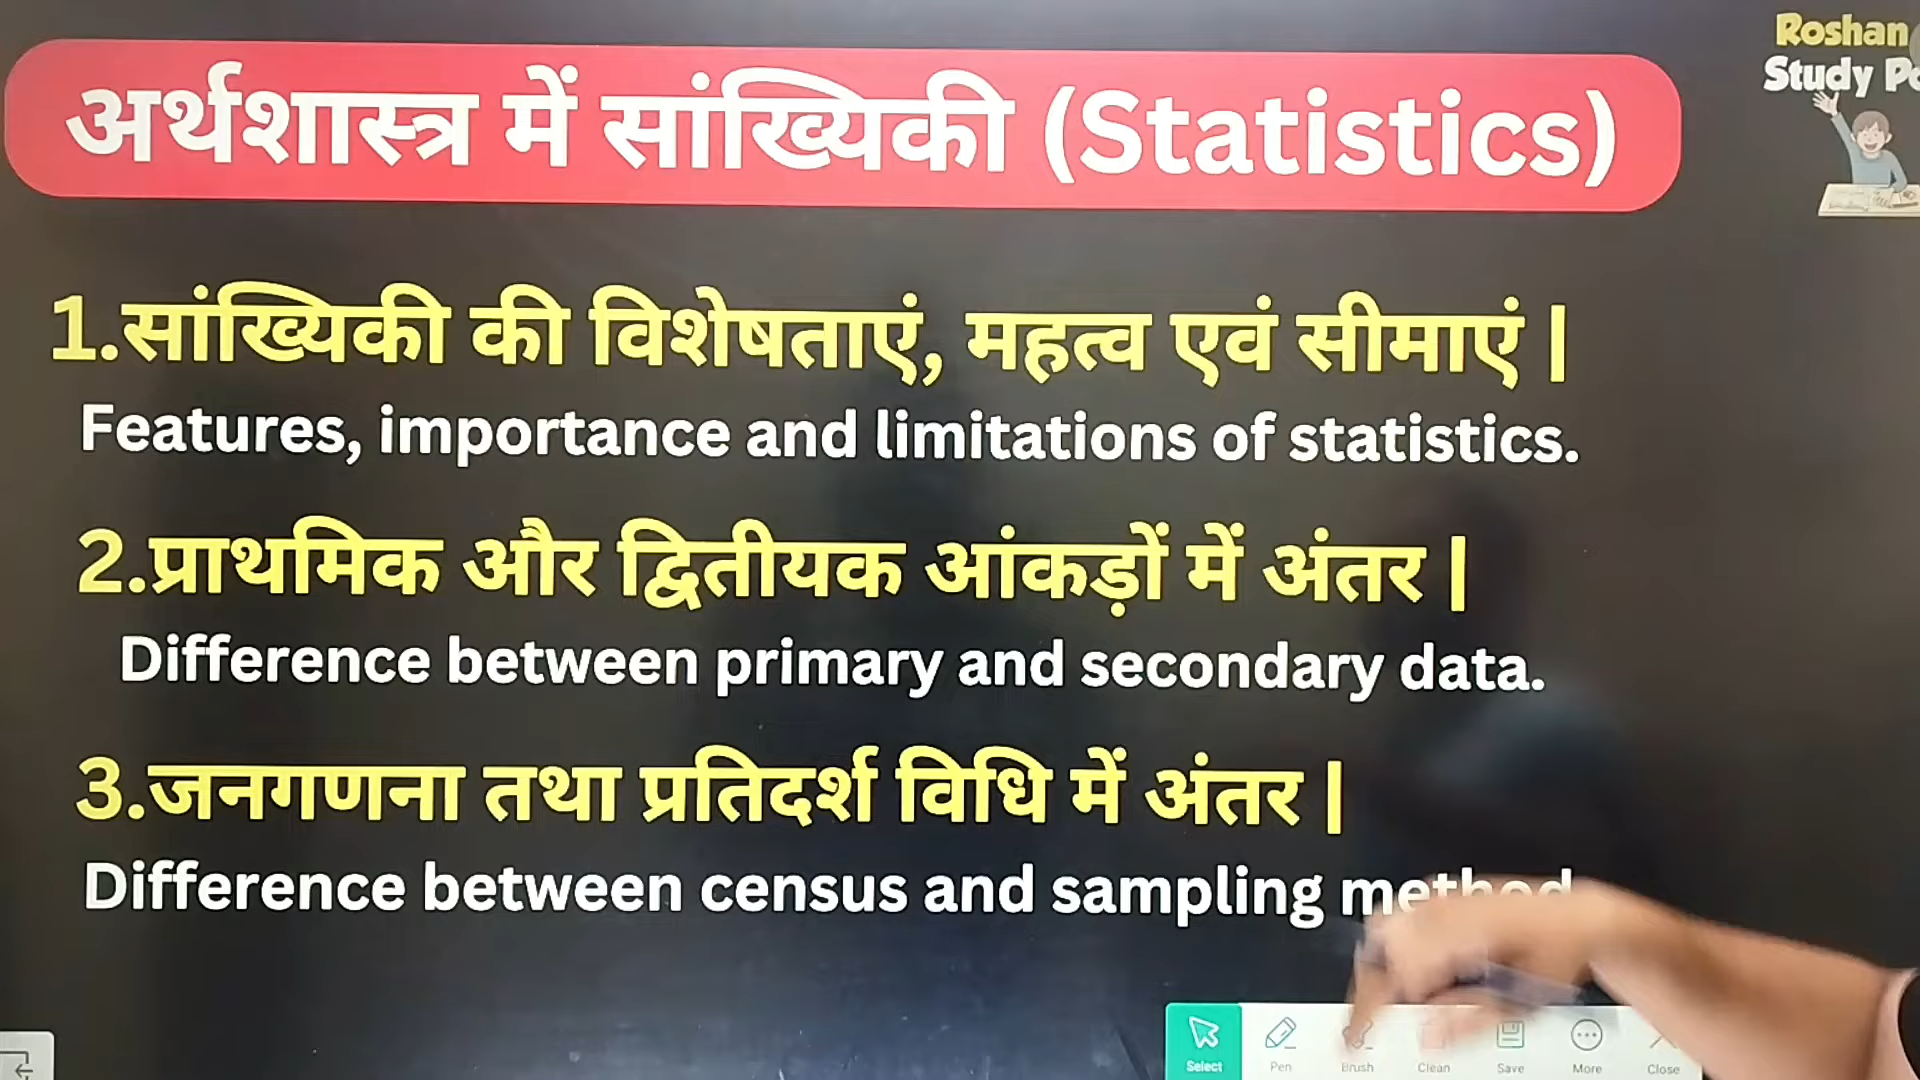 Roshan
Study
अर्थशास्त्र में सांख्यिकी (Statistics)
1.सांख्यिकी की विशेषताएं, महत्व एवं सीमाएं |
Features, importance and limitations of statistics.
2.प्राथमिक और द्वितीयक आंकड़ों में अंतर |
Difference between primary and secondary data.
3.जनगणना तथा प्रतिदर्श विधि में अंतर |
Difference between census and sampling method
Select Pen Brush Clean Save More Close